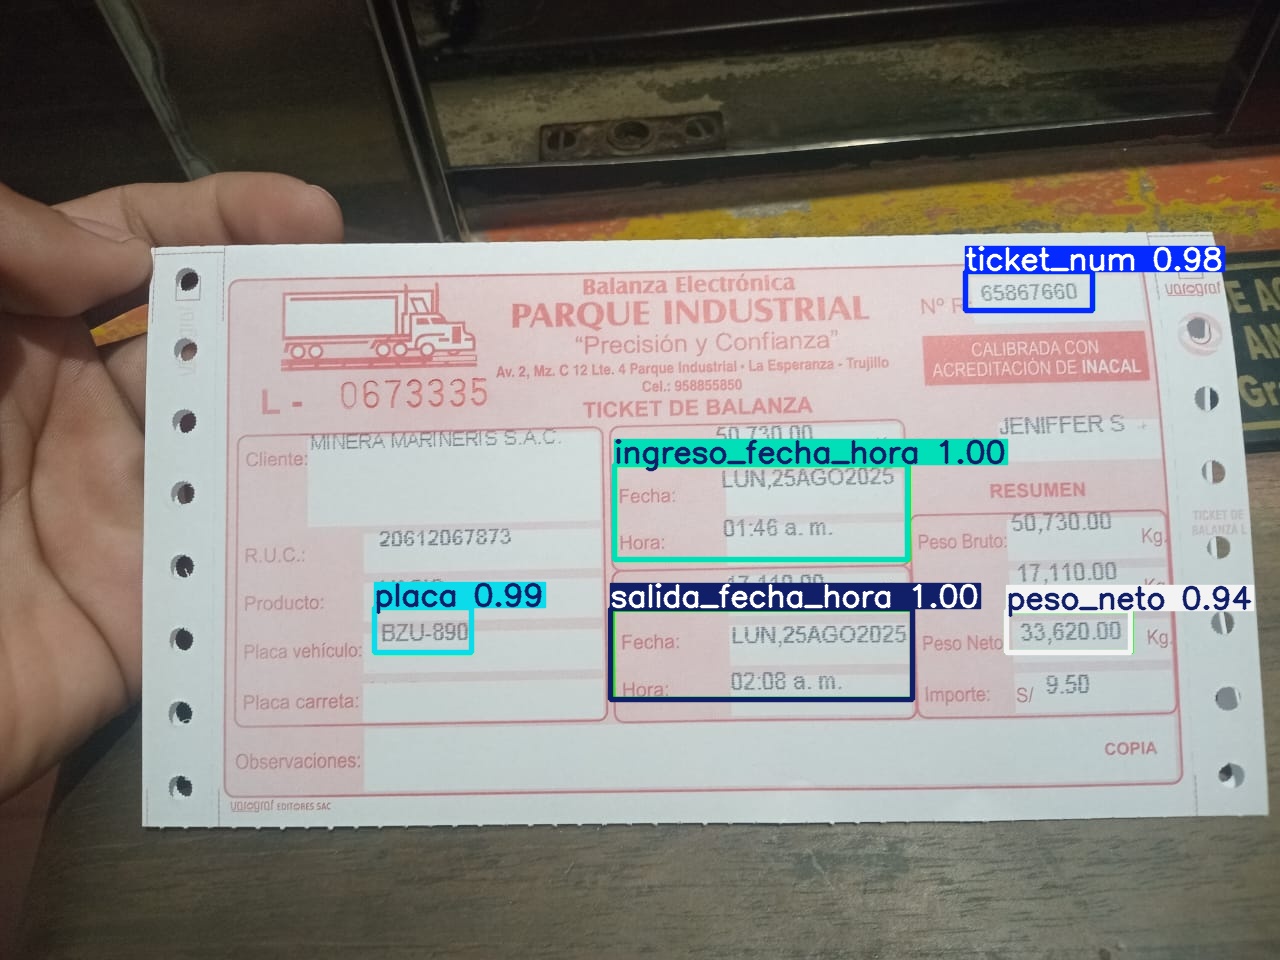 ticket_num 0.98
Balanza Electrónica
PARQUE INDUSTRIAL
"Precisión y Confianza"
Av. 2, Mz. C 12 Lte. 4 Parque Industrial - La Esperanza - Trujillo
Cel.: 958855850
TICKET DE BALANZA
Nº R 65867660
varograf
CALIBRADA CON
ACREDITACIÓN DE INACAL
L - 0673335
Cliente: MINERA MARINERIS S.A.C.
R.U.C.: 20612067873
Producto:
placa 0.99
Placa vehículo: BZU-890
Placa carreta:
50,730.00
ingreso_fecha_hora 1.00
Fecha: LUN,25AGO2025
Hora: 01:46 a. m.
17,110.00
salida_fecha_hora 1.00
Fecha: LUN,25AGO2025
Hora: 02:08 a. m.
JENIFFER S
RESUMEN
Peso Bruto: 50,730.00 Kg.
17,110.00 Kg.
peso_neto 0.94
Peso Neto 33,620.00 Kg.
Importe: S/ 9.50
Observaciones:
COPIA
varograf EDITORES SAC
TICKET DE
BALANZA L